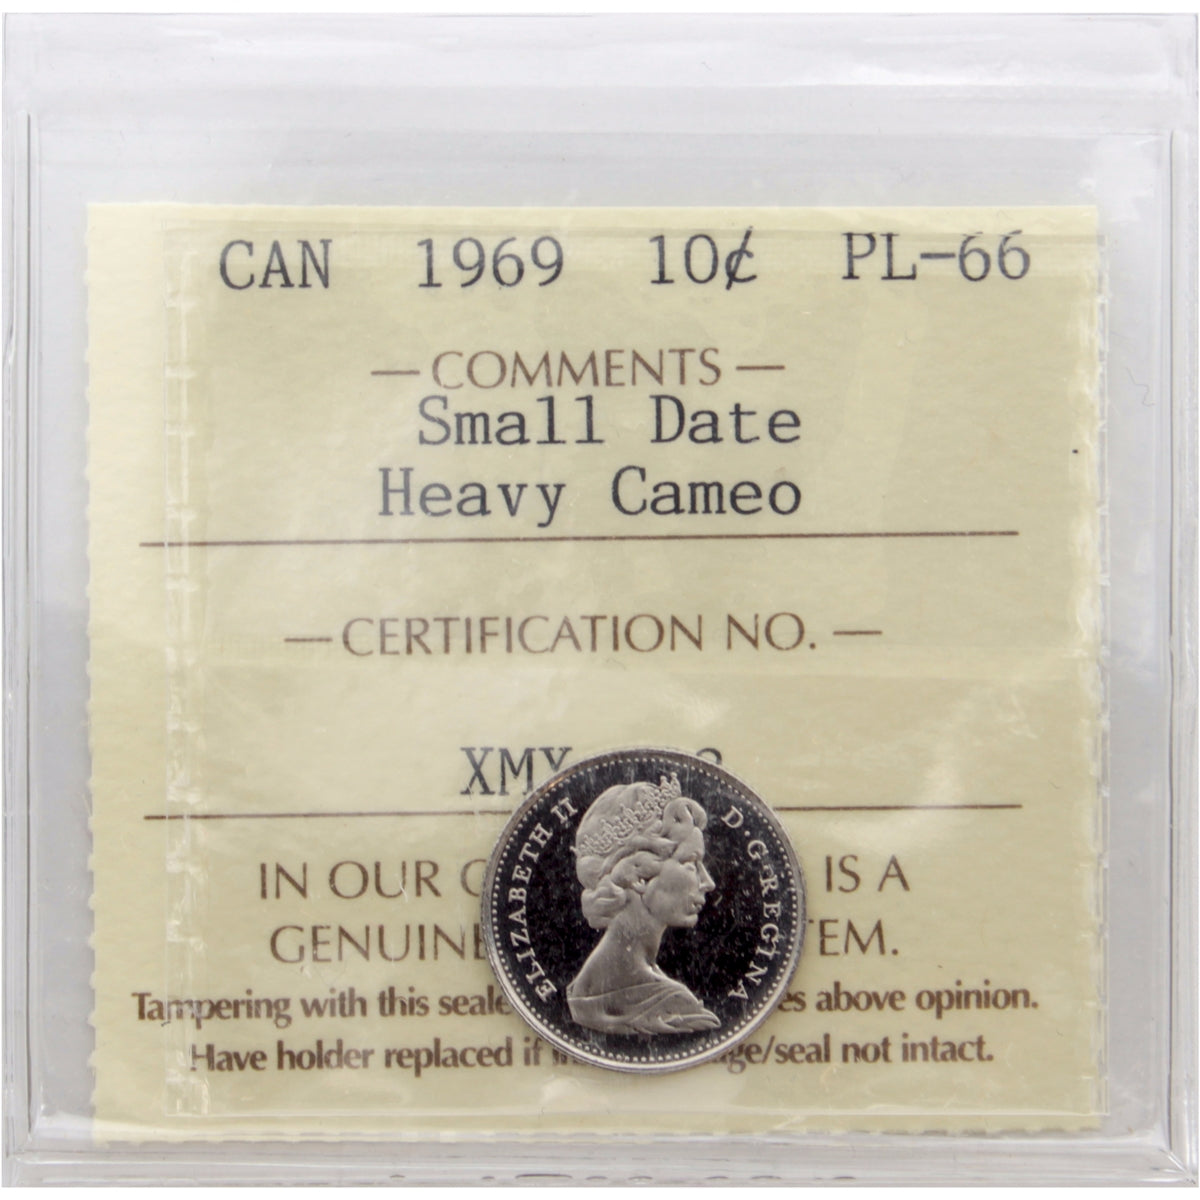 CAN 1969 10¢ PL-66
— COMMENTS —
Small Date
Heavy Cameo
— CERTIFICATION NO. —
XMX
IN OUR IS A
GENUINE
Tampering with this above opinion.
Have holder replaced if not intact.
ELIZABETH II D·G·REGINA